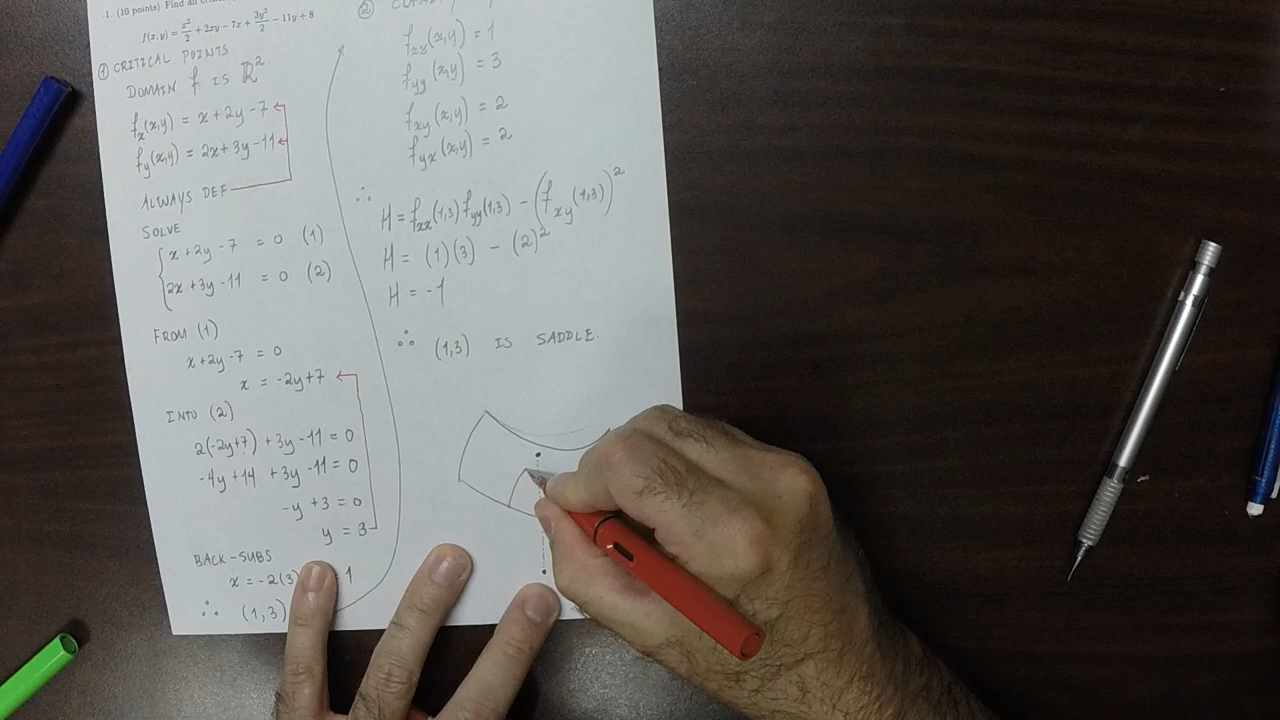 1. (10 points) Find all
f(x,y) = x²/2 + 2xy − 7x + 3y²/2 − 11y + 8
① CRITICAL POINTS
DOMAIN f IS ℝ²
fₓ(x,y) = x + 2y − 7
f_y(x,y) = 2x + 3y − 11
ALWAYS DEF
SOLVE
{ x + 2y − 7 = 0 (1)
2x + 3y − 11 = 0 (2)
FROM (1)
x + 2y − 7 = 0
x = −2y + 7
INTO (2)
2(−2y+7) + 3y − 11 = 0
−4y + 14 + 3y − 11 = 0
−y + 3 = 0
y = 3
BACK-SUBS
x = −2(3) = 1
∴ (1,3)
②
f_xx(x,y) = 1
f_yy(x,y) = 3
f_xy(x,y) = 2
f_yx(x,y) = 2
∴
H = f_xx(1,3) f_yy(1,3) − (f_xy(1,3))²
H = (1)(3) − (2)²
H = −1
∴ (1,3) IS SADDLE.